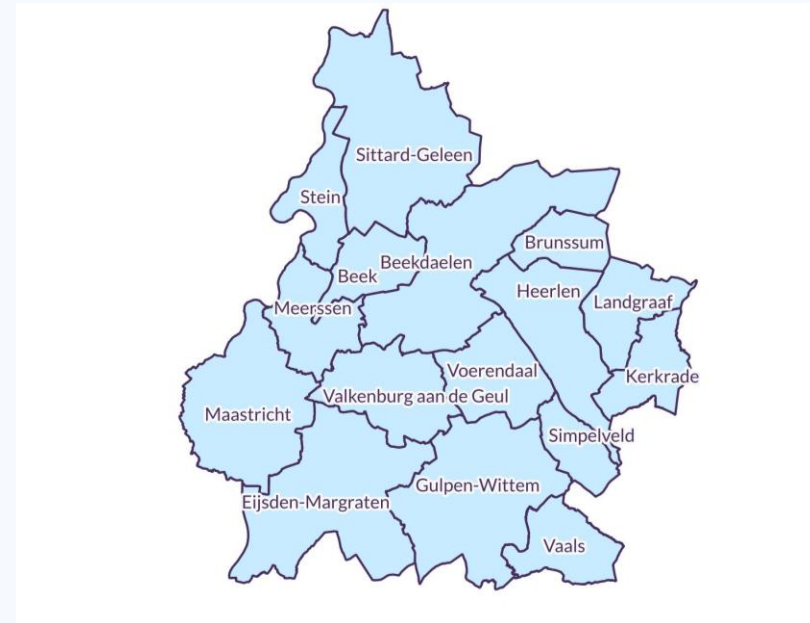 Sittard-Geleen
Stein
Brunssum
Beekdaelen
Beek
Heerlen
Landgraaf
Meerssen
Voerendaal
Kerkrade
Valkenburg aan de Geul
Maastricht
Simpelveld
Gulpen-Wittem
Eijsden-Margraten
Vaals